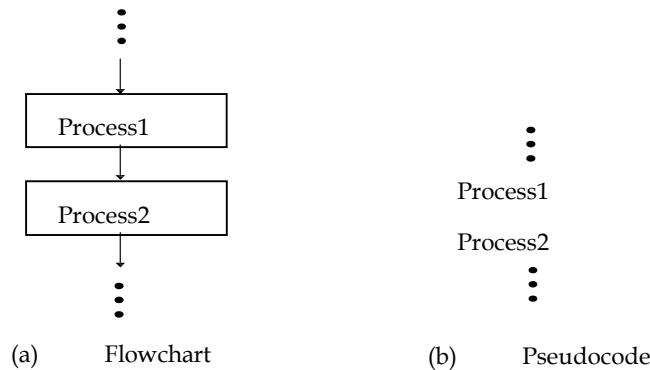 Process1
Process2
Process1
Process2
(a) Flowchart
(b) Pseudocode